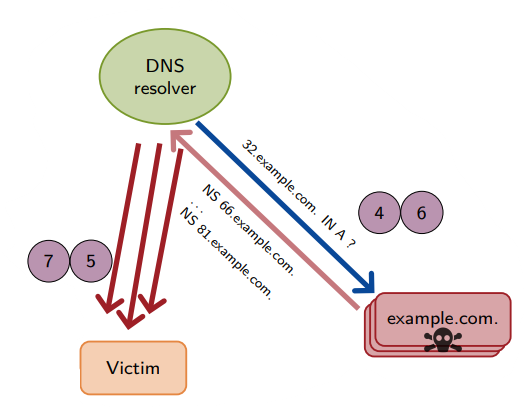 DNS
resolver
32.example.com. IN A ?
NS 66.example.com.
...
NS 81.example.com.
4
6
7
5
example.com.
Victim